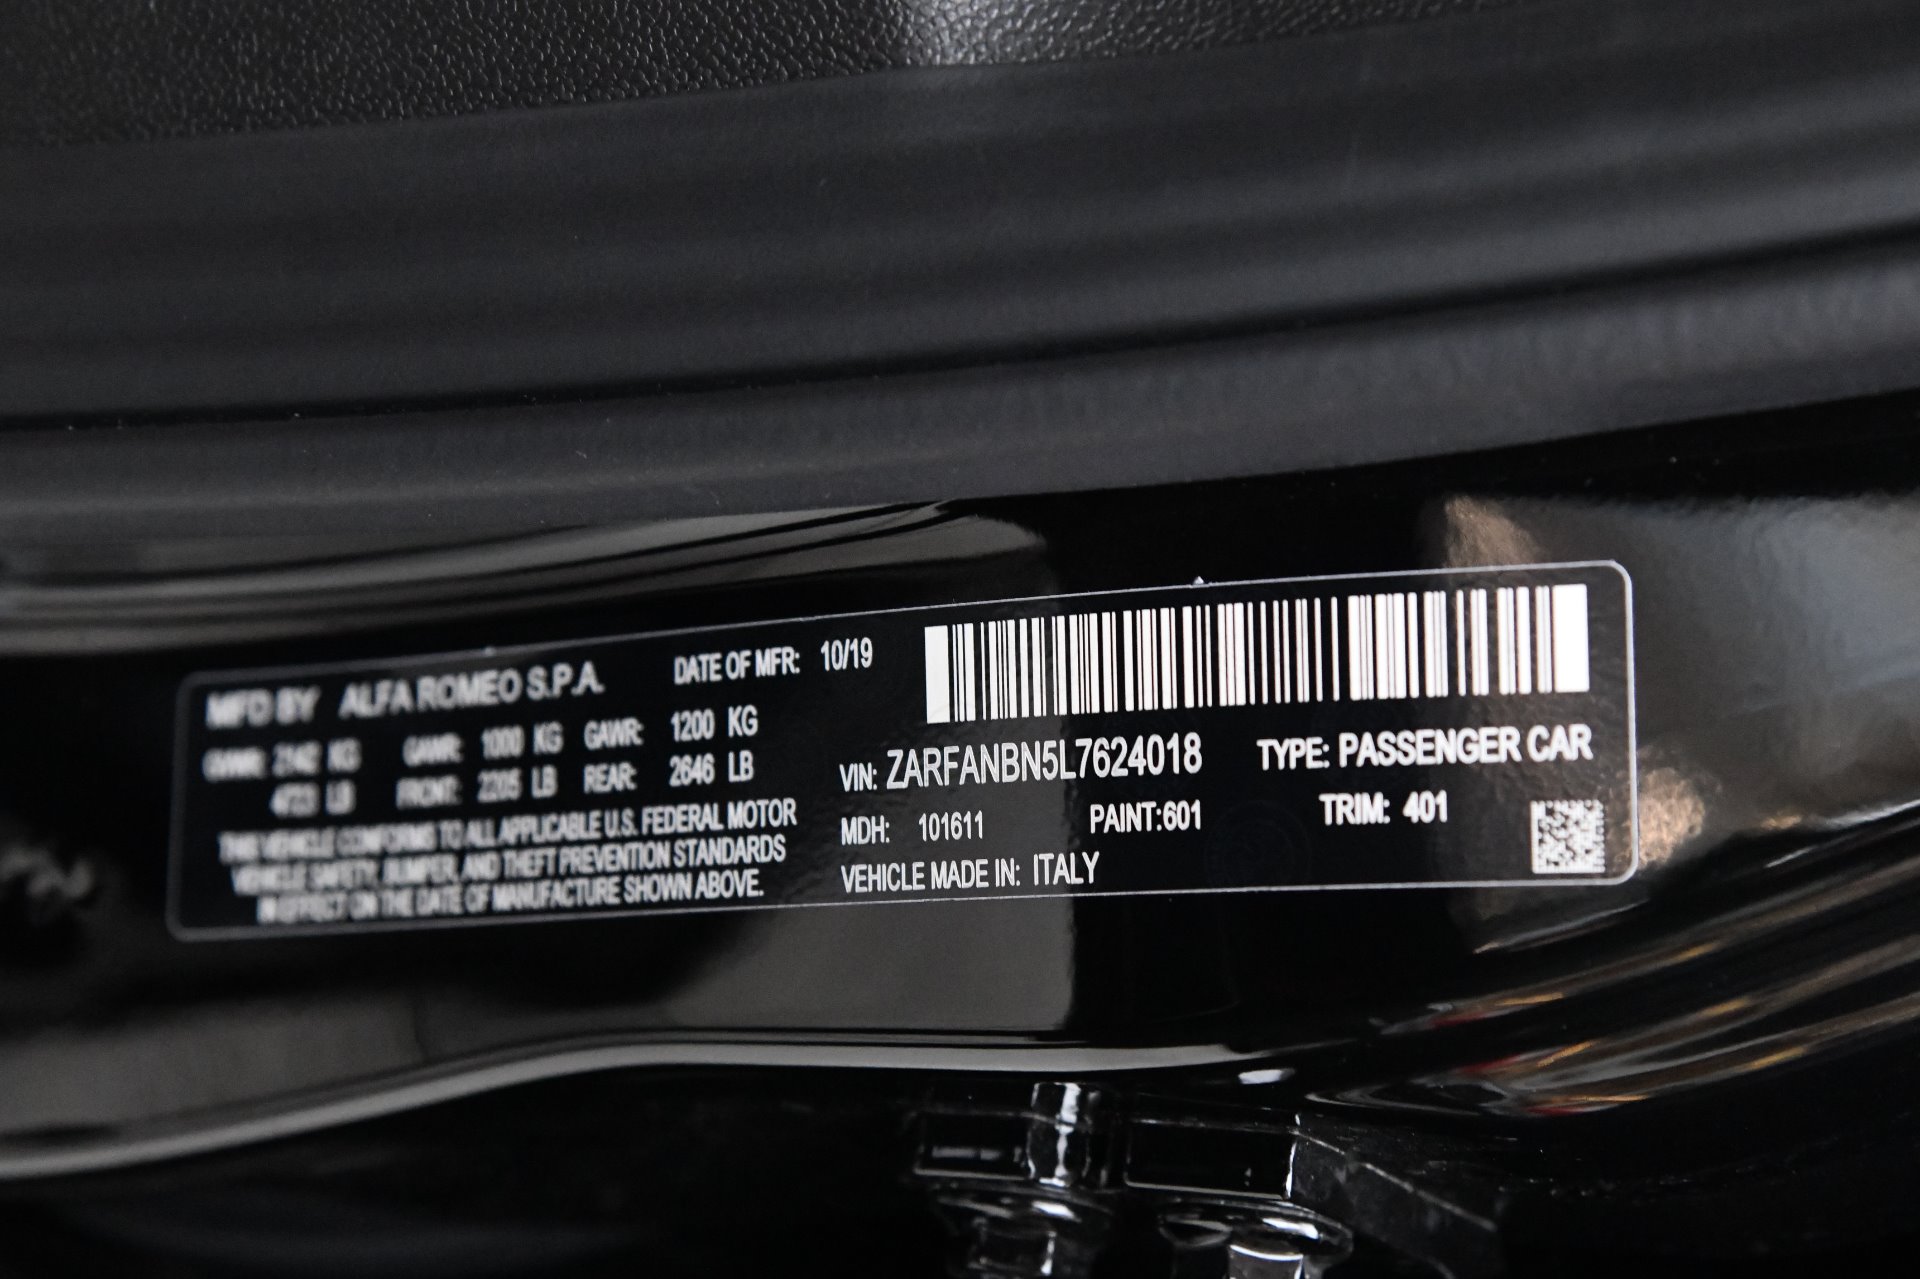 MFD BY ALFA ROMEO S.P.A. DATE OF MFR: 10/19
GVWR: 2142 KG GAWR: 1000 KG GAWR: 1200 KG
4723 LB FRONT: 2205 LB REAR: 2646 LB
THIS VEHICLE CONFORMS TO ALL APPLICABLE U.S. FEDERAL MOTOR
VEHICLE SAFETY, BUMPER, AND THEFT PREVENTION STANDARDS
IN EFFECT ON THE DATE OF MANUFACTURE SHOWN ABOVE.
VIN: ZARFANBN5L7624018 TYPE: PASSENGER CAR
MDH: 101611 PAINT:601 TRIM: 401
VEHICLE MADE IN: ITALY